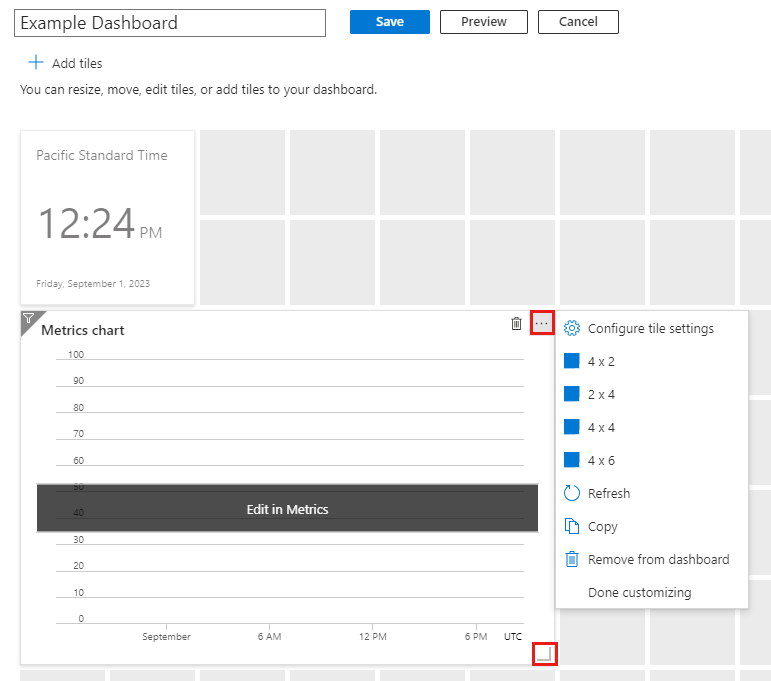 Example Dashboard
Save
Preview
Cancel
Add tiles
You can resize, move, edit tiles, or add tiles to your dashboard.
Pacific Standard Time
12:24 PM
Friday, September 1, 2023
Metrics chart
...
100
90
80
70
60
50
40
Edit in Metrics
30
20
10
0
September
6 AM
12 PM
6 PM
UTC
Configure tile settings
4 x 2
2 x 4
4 x 4
4 x 6
Refresh
Copy
Remove from dashboard
Done customizing